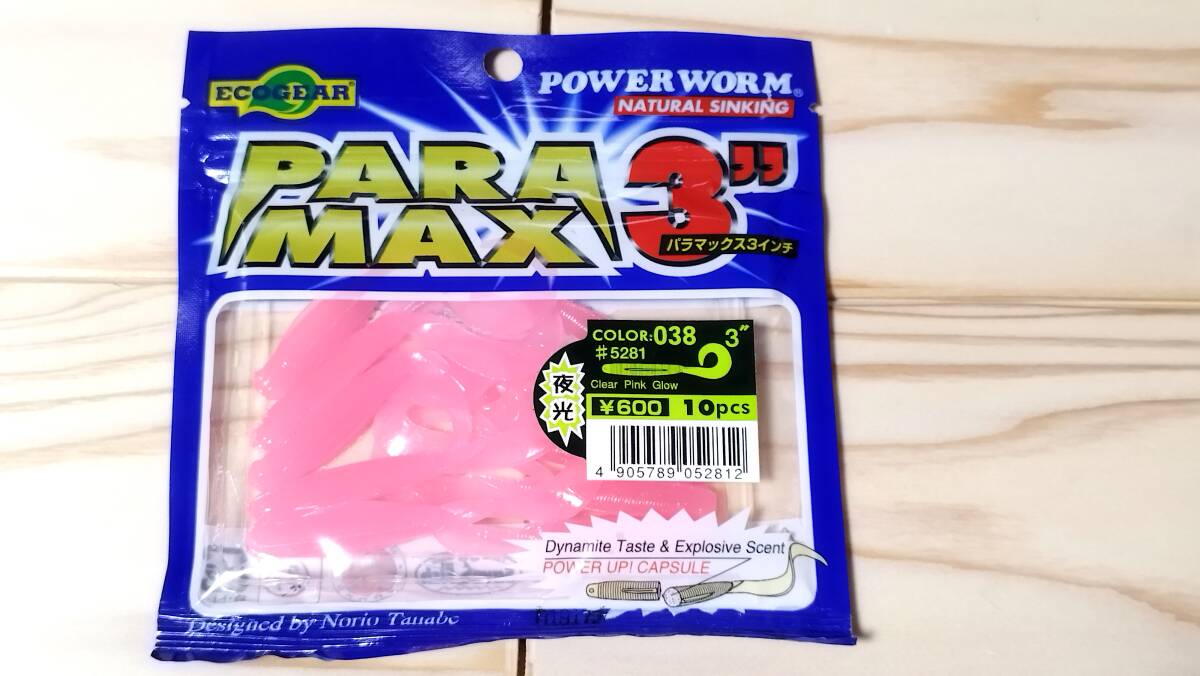 ECOGEAR
POWER WORM®
NATURAL SINKING
PARA
MAX
3"
パラマックス3インチ
COLOR:038
3"
#5281
Clear Pink Glow
夜光
¥600
10pcs
4 905789 052812
Dynamite Taste & Explosive Scent
POWER UP! CAPSULE
Designed by Norio Tanabe